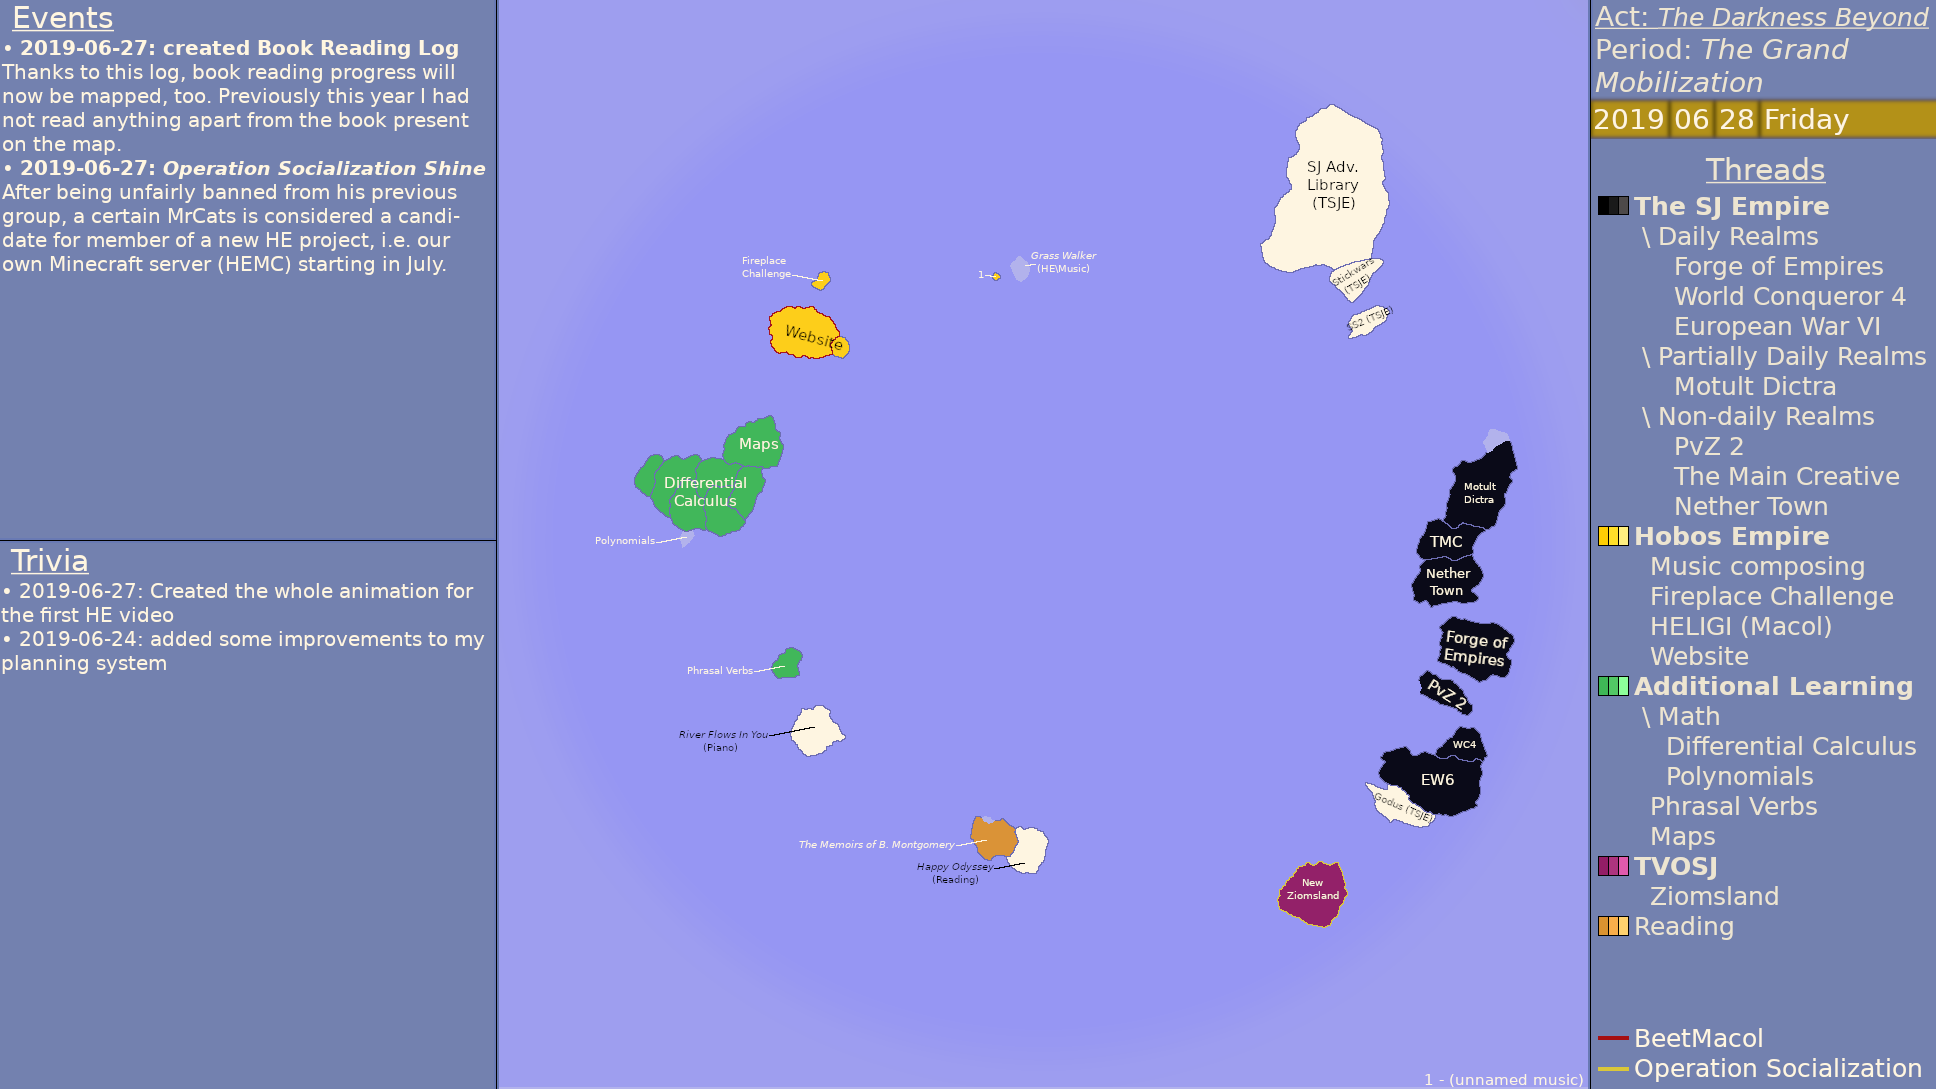 Events
• 2019-06-27: created Book Reading Log
Thanks to this log, book reading progress will
now be mapped, too. Previously this year I had
not read anything apart from the book present
on the map.
• 2019-06-27: Operation Socialization Shine
After being unfairly banned from his previous
group, a certain MrCats is considered a candi-
date for member of a new HE project, i.e. our
own Minecraft server (HEMC) starting in July.
Trivia
• 2019-06-27: Created the whole animation for
the first HE video
• 2019-06-24: added some improvements to my
planning system
SJ Adv.
Library
(TSJE)
Stickwars
(TSJE)
SS2 (TSJE)
Fireplace
Challenge
1
Grass Walker
(HE\Music)
Website
Maps
Differential
Calculus
Polynomials
Motult
Dictra
TMC
Nether
Town
Forge of
Empires
PvZ 2
WC4
EW6
Godus (TSJE)
Phrasal Verbs
River Flows In You
(Piano)
The Memoirs of B. Montgomery
Happy Odyssey
(Reading)
New
Ziomsland
1 - (unnamed music)
Act: The Darkness Beyond
Period: The Grand
Mobilization
2019 06 28 Friday
Threads
The SJ Empire
\ Daily Realms
Forge of Empires
World Conqueror 4
European War VI
\ Partially Daily Realms
Motult Dictra
\ Non-daily Realms
PvZ 2
The Main Creative
Nether Town
Hobos Empire
Music composing
Fireplace Challenge
HELIGI (Macol)
Website
Additional Learning
\ Math
Differential Calculus
Polynomials
Phrasal Verbs
Maps
TVOSJ
Ziomsland
Reading
BeetMacol
Operation Socialization